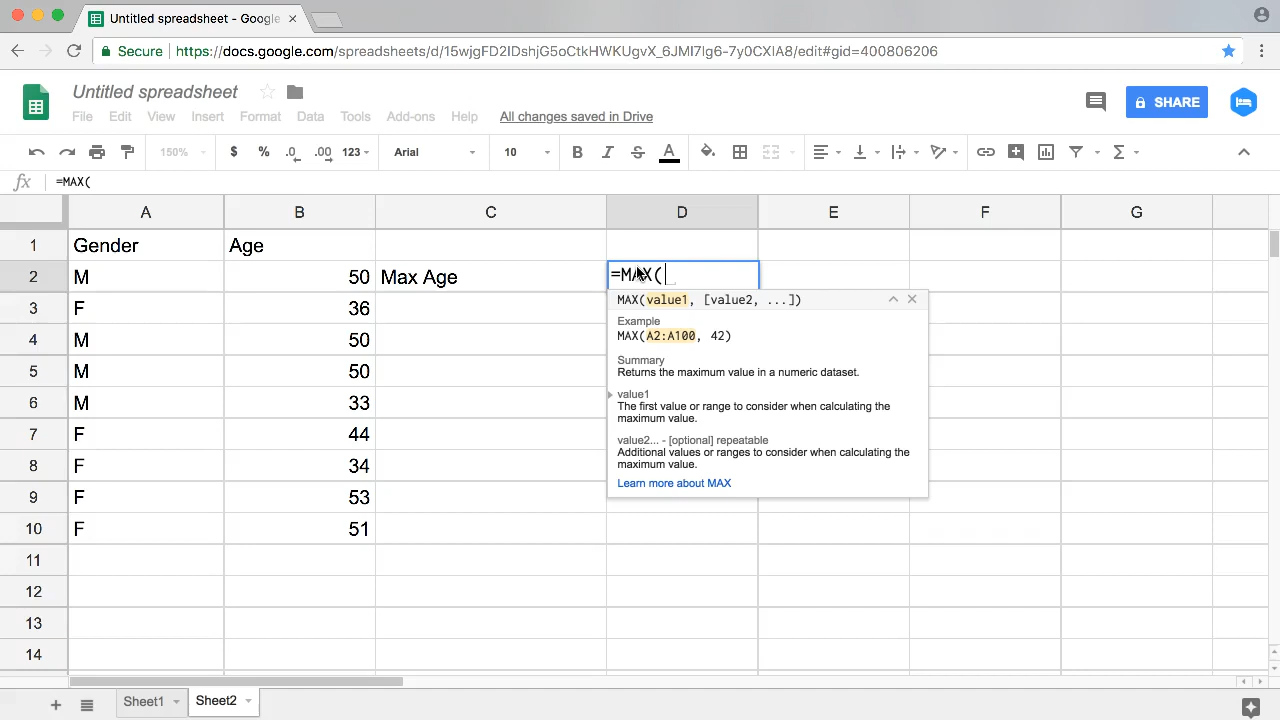 Untitled spreadsheet - Google
Secure https://docs.google.com/spreadsheets/d/15wjgFD2IDshjG5oCtkHWKUgvX_6JMI7lg6-7y0CXIA8/edit#gid=400806206
Untitled spreadsheet
File Edit View Insert Format Data Tools Add-ons Help All changes saved in Drive
SHARE
150% $ % .0 .00 123 Arial 10 B I S A Σ
fx =MAX(
A B C D E F G
1 Gender Age
2 M 50 Max Age =MAX(
3 F 36
4 M 50
5 M 50
6 M 33
7 F 44
8 F 34
9 F 53
10 F 51
11
12
13
14
MAX(value1, [value2, ...])
Example
MAX(A2:A100, 42)
Summary
Returns the maximum value in a numeric dataset.
value1
The first value or range to consider when calculating the
maximum value.
value2... - [optional] repeatable
Additional values or ranges to consider when calculating the
maximum value.
Learn more about MAX
Sheet1 Sheet2